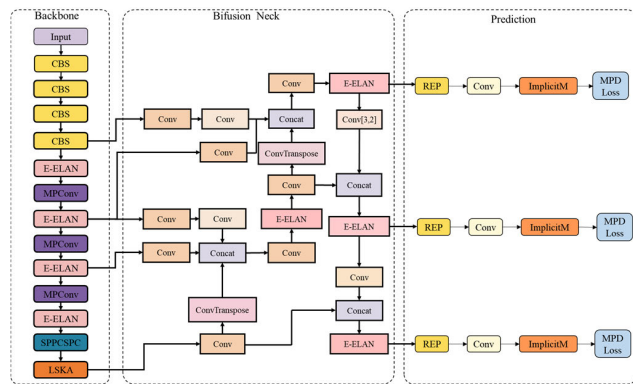 Backbone
Input
CBS
CBS
CBS
CBS
E-ELAN
MPConv
E-ELAN
MPConv
E-ELAN
MPConv
E-ELAN
SPPCSPC
LSKA
Bifusion Neck
Conv
E-ELAN
Conv
Conv
Concat
Conv[3,2]
Conv
ConvTranspose
Conv
Concat
Conv
Conv
E-ELAN
E-ELAN
Conv
Concat
Conv
Conv
ConvTranspose
Concat
Conv
E-ELAN
Prediction
REP
Conv
ImplicitM
MPD
Loss
REP
Conv
ImplicitM
MPD
Loss
REP
Conv
ImplicitM
MPD
Loss